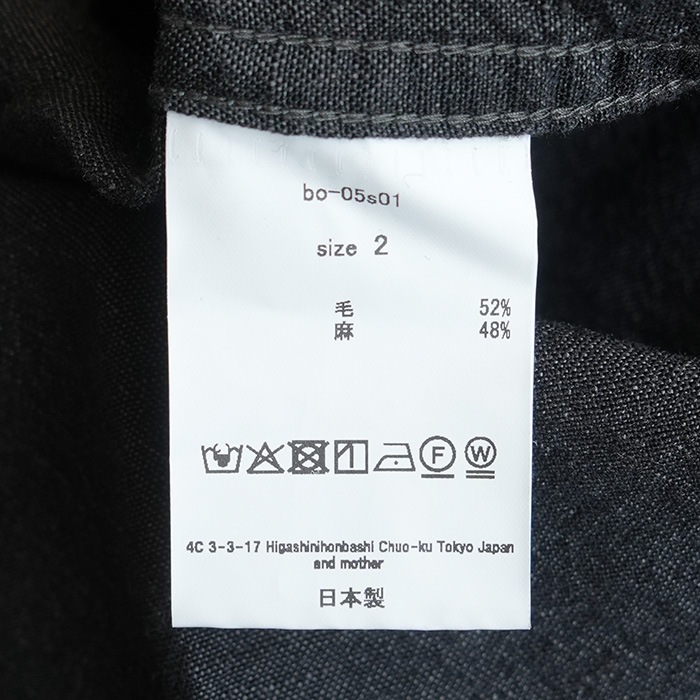 bo-05s01
size 2
毛 52%
麻 48%
F W
4C 3-3-17 Higashinihonbashi Chuo-ku Tokyo Japan
and mother
日本製